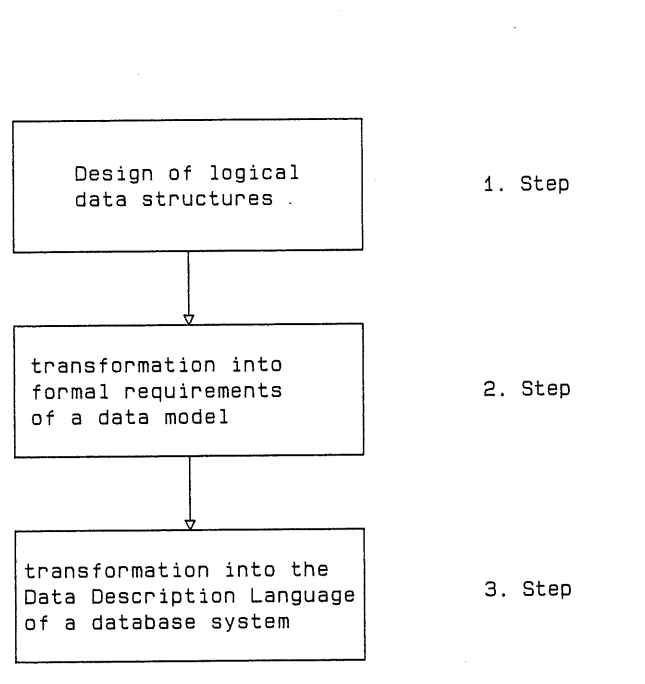 Design of logical
data structures
1. Step
transformation into
formal requirements
of a data model
2. Step
transformation into the
Data Description Language
of a database system
3. Step